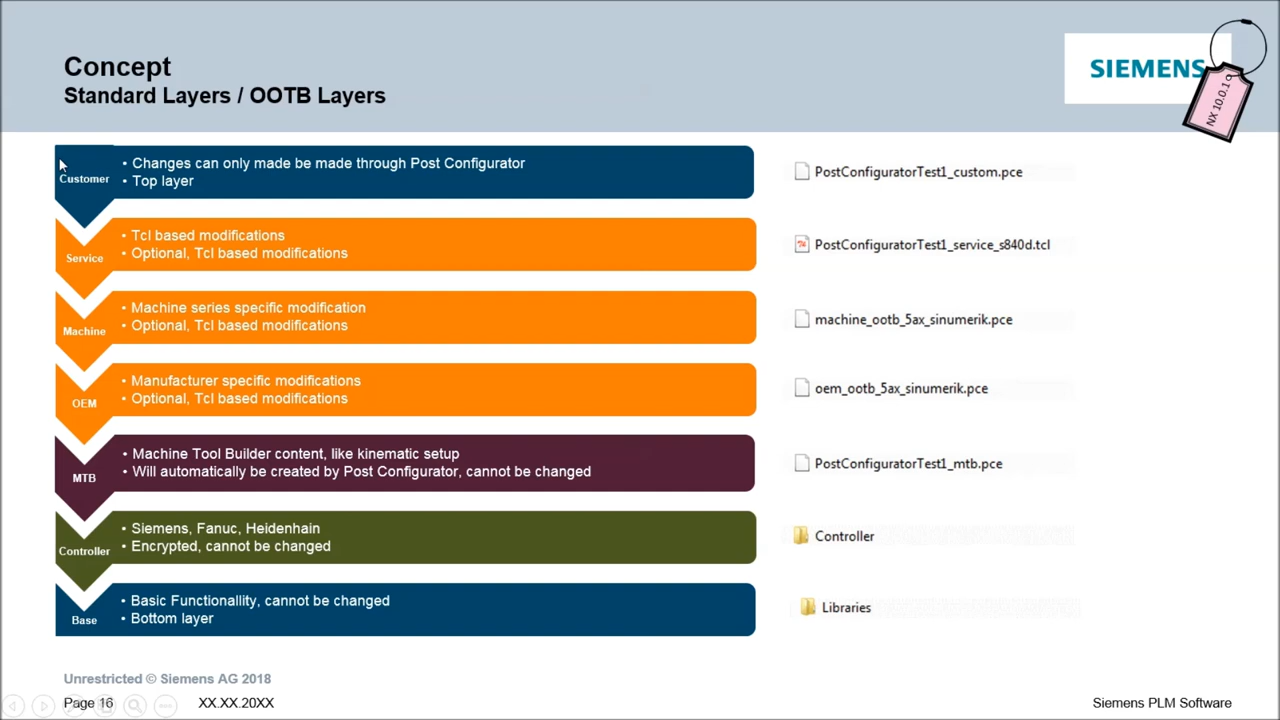 Concept
Standard Layers / OOTB Layers
SIEMENS
NX 10.0.1
Customer
• Changes can only made be made through Post Configurator
• Top layer
PostConfiguratorTest1_custom.pce
Service
• Tcl based modifications
• Optional, Tcl based modifications
PostConfiguratorTest1_service_s840d.tcl
Machine
• Machine series specific modification
• Optional, Tcl based modifications
machine_ootb_5ax_sinumerik.pce
OEM
• Manufacturer specific modifications
• Optional, Tcl based modifications
oem_ootb_5ax_sinumerik.pce
MTB
• Machine Tool Builder content, like kinematic setup
• Will automatically be created by Post Configurator, cannot be changed
PostConfiguratorTest1_mtb.pce
Controller
• Siemens, Fanuc, Heidenhain
• Encrypted, cannot be changed
Controller
Base
• Basic Functionallity, cannot be changed
• Bottom layer
Libraries
Unrestricted © Siemens AG 2018
Page 16
XX.XX.20XX
Siemens PLM Software